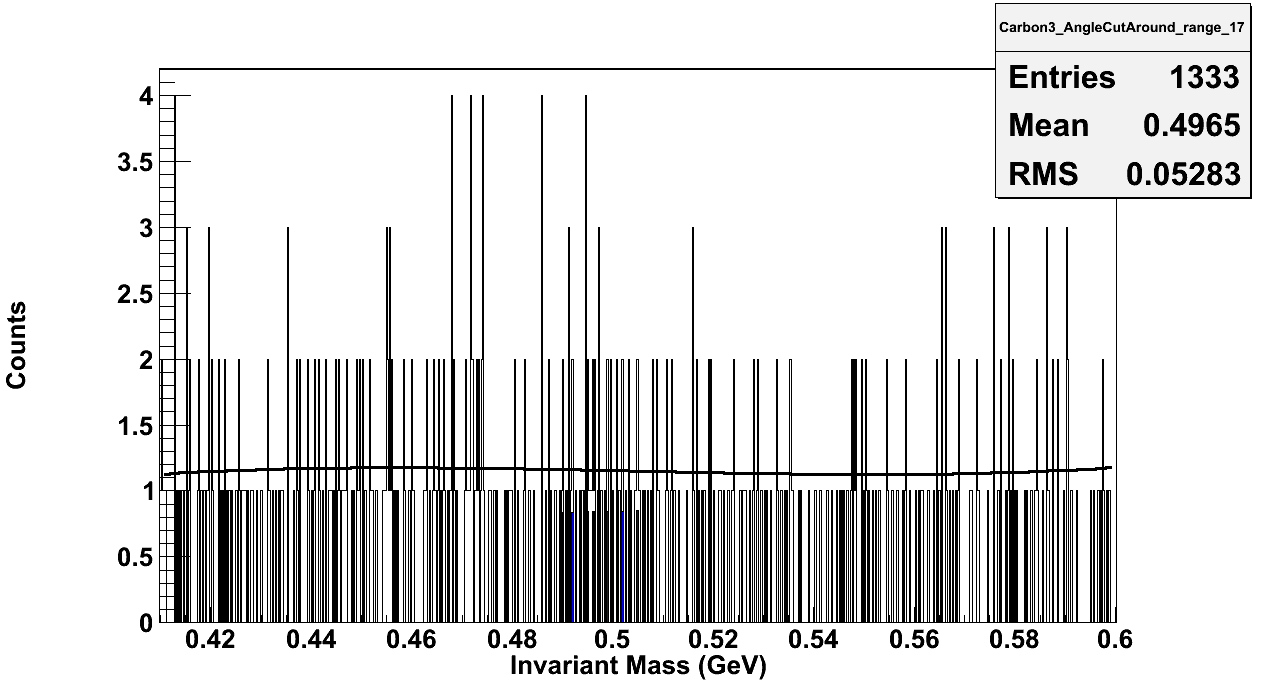 Carbon3_AngleCutAround_range_17
Entries 1333
Mean 0.4965
RMS 0.05283
4
3.5
3
2.5
2
1.5
1
0.5
0
Counts
0.42 0.44 0.46 0.48 0.5 0.52 0.54 0.56 0.58 0.6
Invariant Mass (GeV)